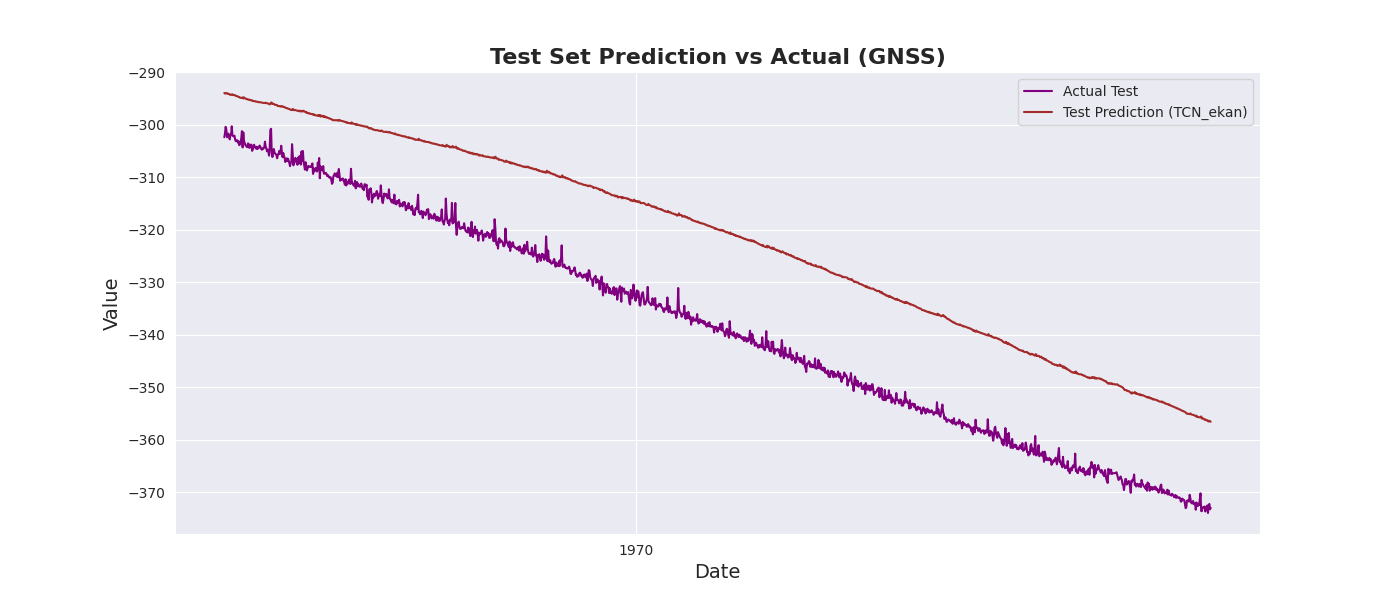 Test Set Prediction vs Actual (GNSS)
Actual Test
Test Prediction (TCN_ekan)
Value
−290
−300
−310
−320
−330
−340
−350
−360
−370
1970
Date